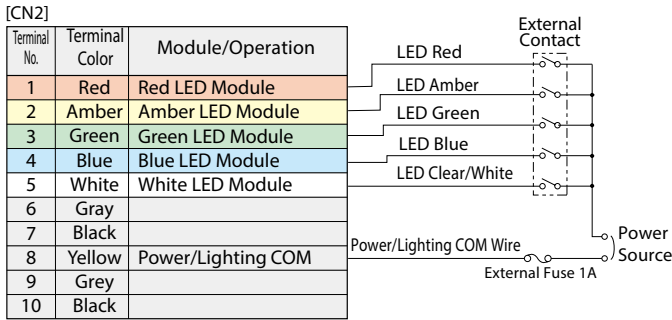 [CN2]
Terminal No. Terminal Color Module/Operation
1 Red Red LED Module
2 Amber Amber LED Module
3 Green Green LED Module
4 Blue Blue LED Module
5 White White LED Module
6 Gray
7 Black
8 Yellow Power/Lighting COM
9 Grey
10 Black
External
Contact
LED Red
LED Amber
LED Green
LED Blue
LED Clear/White
Power/Lighting COM Wire
External Fuse 1A
Power
Source